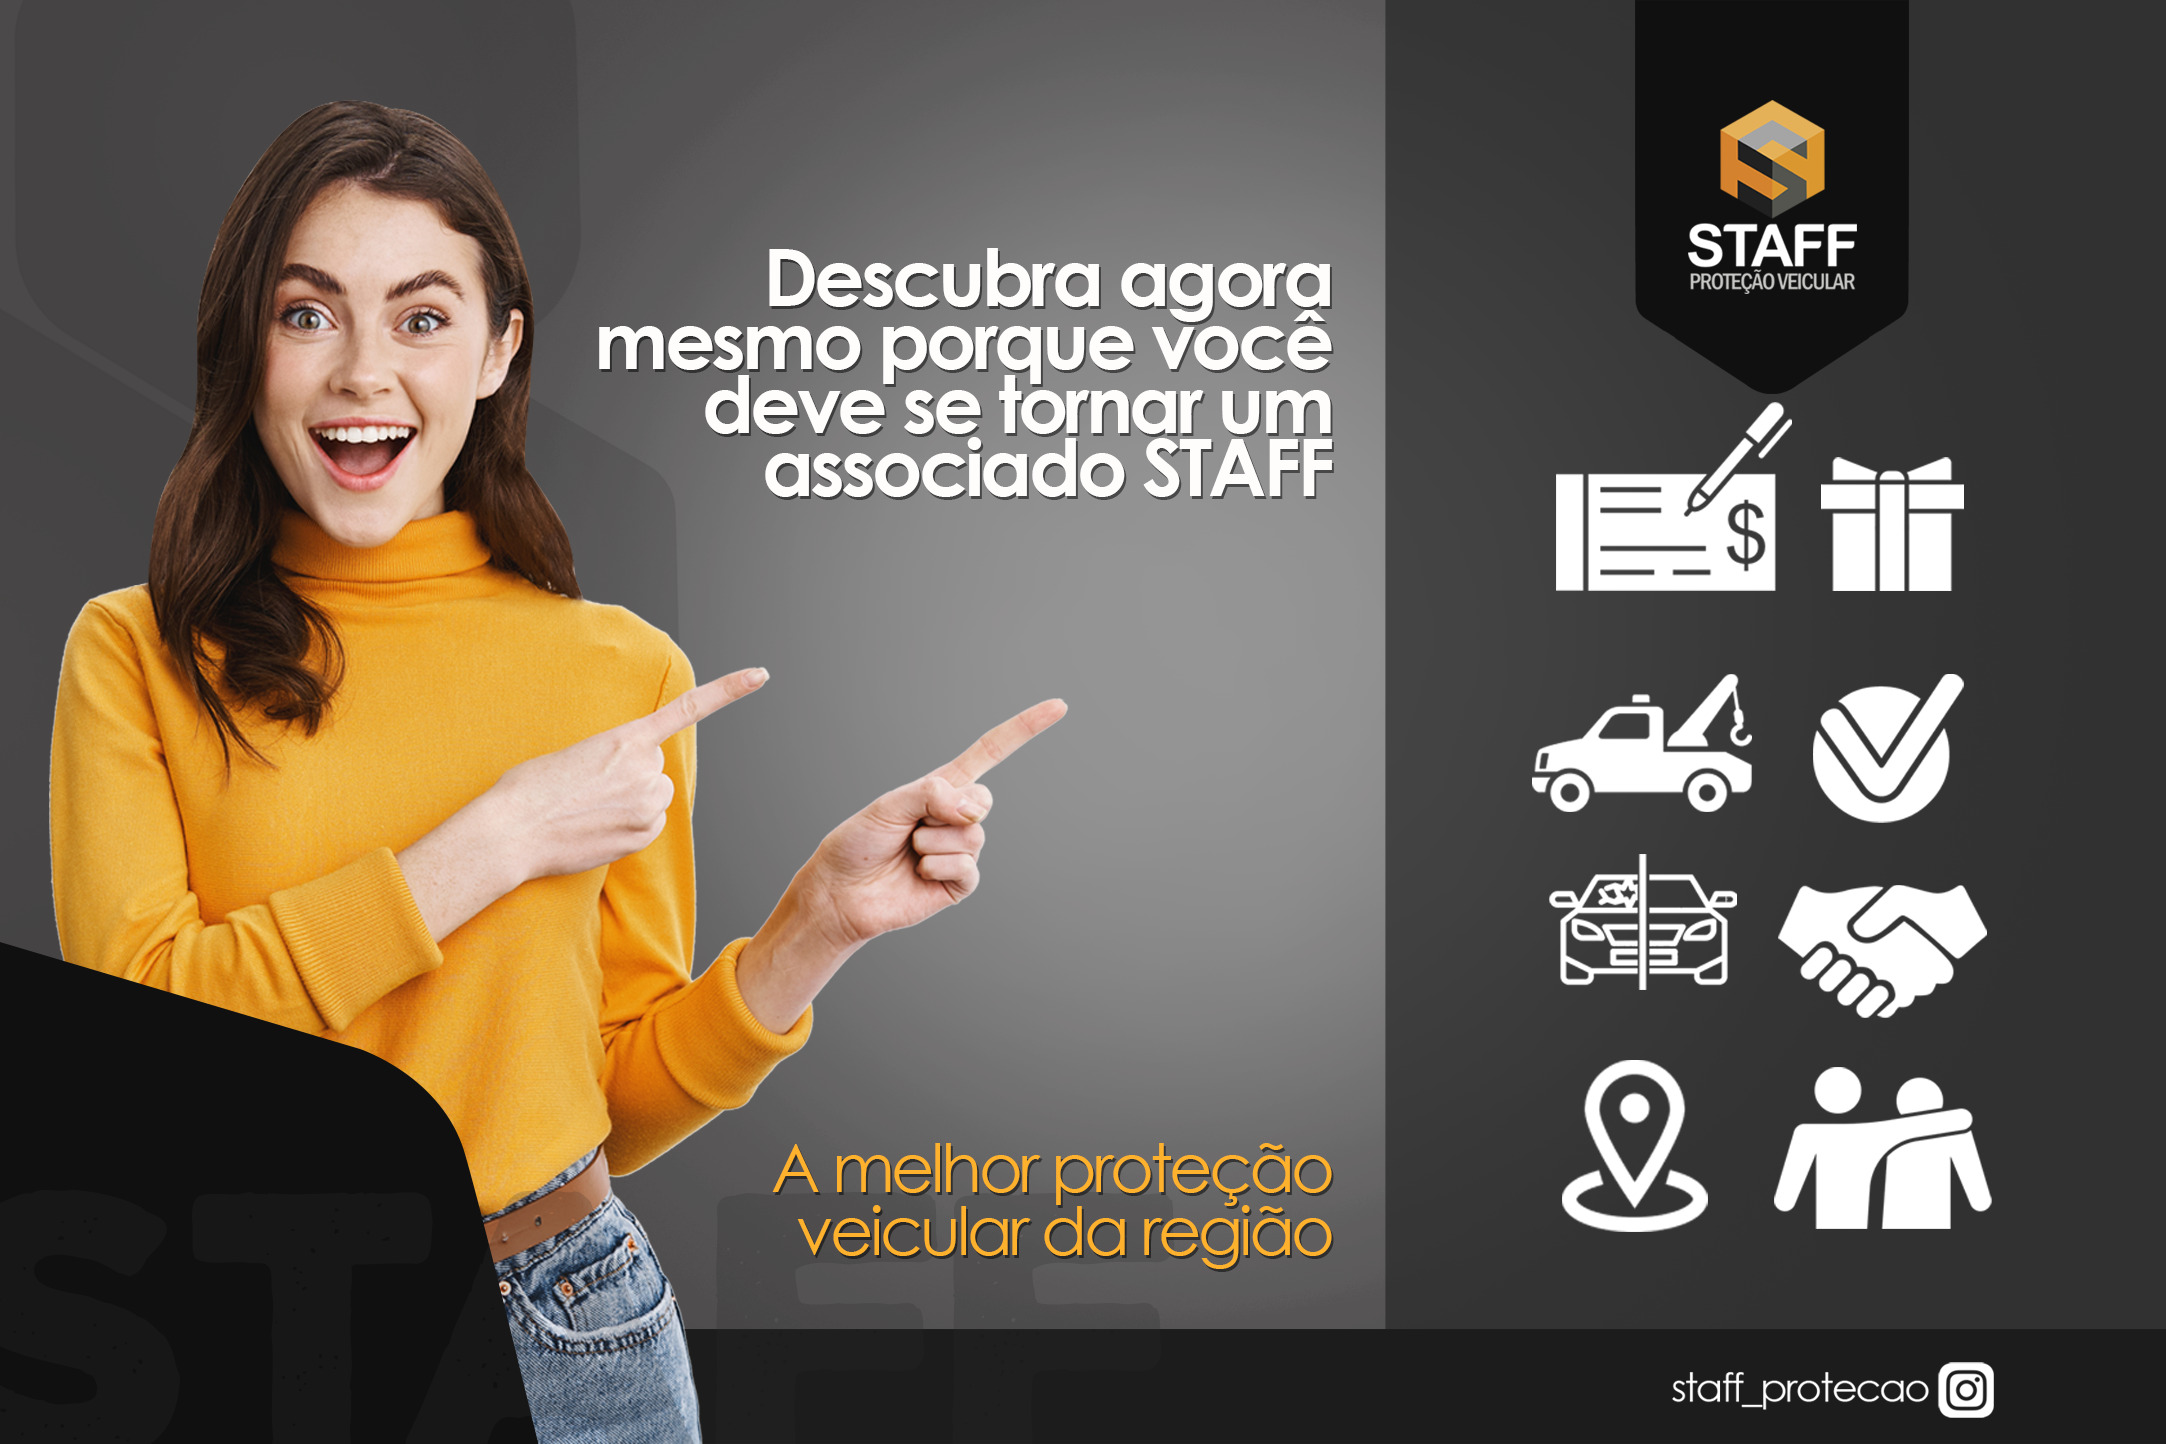 Descubra agora
mesmo porque você
deve se tornar um
associado STAFF
STAFF
PROTEÇÃO VEICULAR
$
A melhor proteção
veicular da região
STAFF
staff_protecao